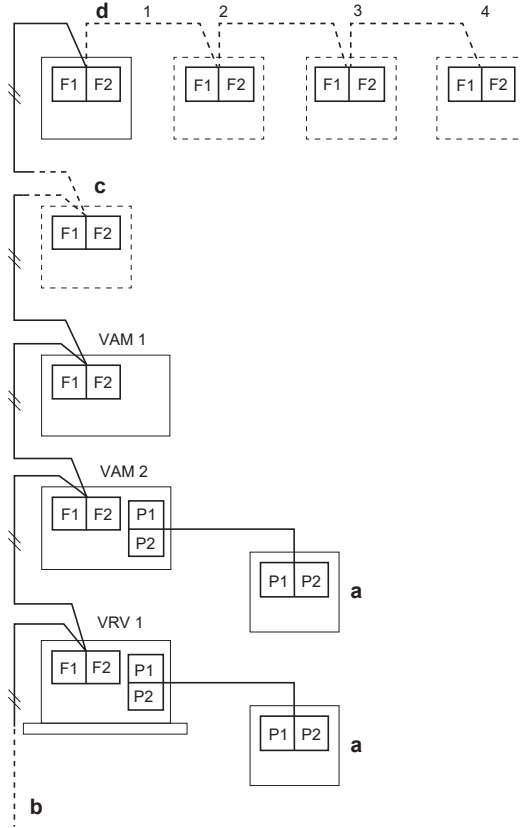 d 1 2 3 4
F1 F2 F1 F2 F1 F2 F1 F2
c
F1 F2
VAM 1
F1 F2
VAM 2
F1 F2 P1
P2
P1 P2 a
VRV 1
F1 F2 P1
P2
P1 P2 a
b